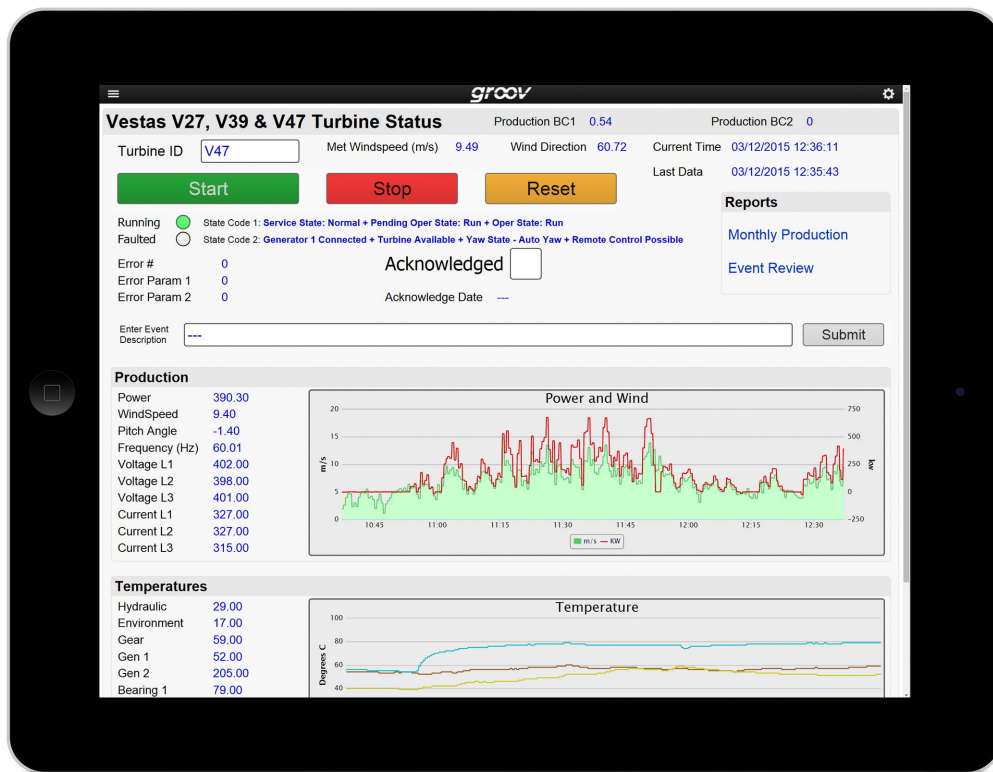 groov
Vestas V27, V39 & V47 Turbine Status
Production BC1 0.54
Production BC2 0
Turbine ID V47
Met Windspeed (m/s) 9.49
Wind Direction 60.72
Current Time 03/12/2015 12:36:11
Last Data 03/12/2015 12:35:43
Start
Stop
Reset
Reports
Monthly Production
Event Review
Running
State Code 1: Service State: Normal + Pending Oper State: Run + Oper State: Run
Faulted
State Code 2: Generator 1 Connected + Turbine Available + Yaw State - Auto Yaw + Remote Control Possible
Error # 0
Error Param 1 0
Error Param 2 0
Acknowledged
Acknowledge Date ---
Enter Event
Description
---
Submit
Production
Power 390.30
WindSpeed 9.40
Pitch Angle -1.40
Frequency (Hz) 60.01
Voltage L1 402.00
Voltage L2 398.00
Voltage L3 401.00
Current L1 327.00
Current L2 327.00
Current L3 315.00
Power and Wind
20
15
10
5
0
m/s
750
500
250
0
-250
kw
10:45 11:00 11:15 11:30 11:45 12:00 12:15 12:30
m/s KW
Temperatures
Hydraulic 29.00
Environment 17.00
Gear 59.00
Gen 1 52.00
Gen 2 205.00
Bearing 1 79.00
Temperature
100
80
60
40
Degrees C